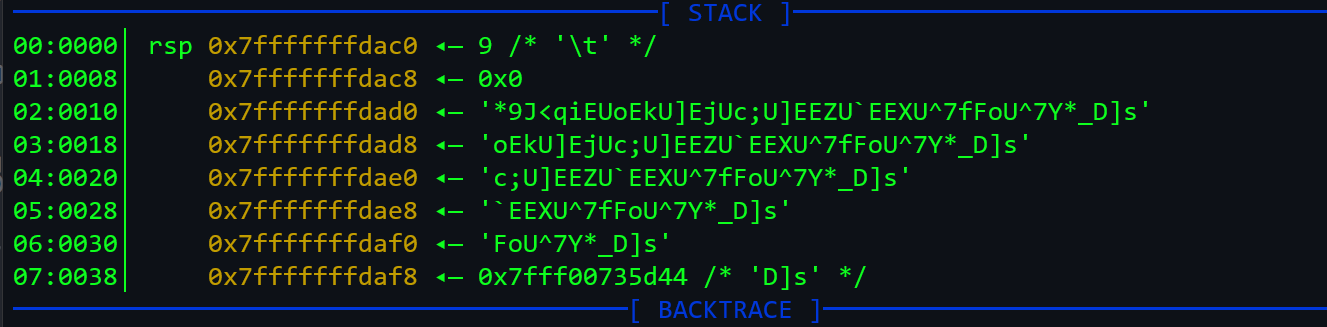 [ STACK ]
00:0000│ rsp 0x7fffffffdac0 ◂— 9 /* '\t' */
01:0008│     0x7fffffffdac8 ◂— 0x0
02:0010│     0x7fffffffdad0 ◂— '*9J<qiEUoEkU]EjUc;U]EEZU`EEXU^7fFoU^7Y*_D]s'
03:0018│     0x7fffffffdad8 ◂— 'oEkU]EjUc;U]EEZU`EEXU^7fFoU^7Y*_D]s'
04:0020│     0x7fffffffdae0 ◂— 'c;U]EEZU`EEXU^7fFoU^7Y*_D]s'
05:0028│     0x7fffffffdae8 ◂— '`EEXU^7fFoU^7Y*_D]s'
06:0030│     0x7fffffffdaf0 ◂— 'FoU^7Y*_D]s'
07:0038│     0x7fffffffdaf8 ◂— 0x7fff00735d44 /* 'D]s' */
[ BACKTRACE ]